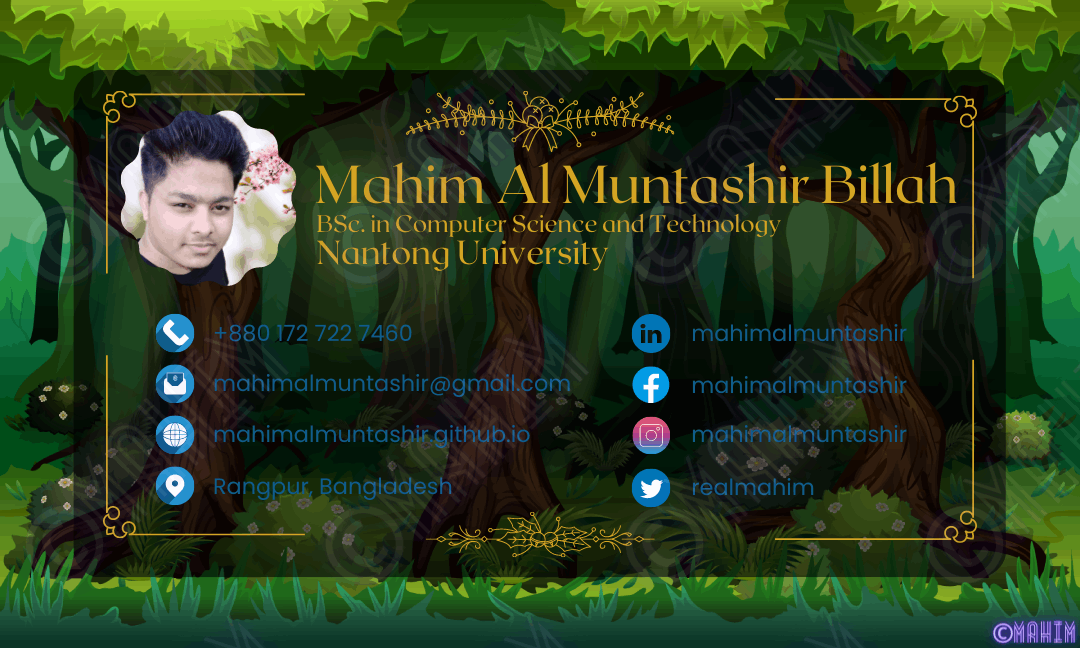 Mahim Al Muntashir Billah
BSc. in Computer Science and Technology
Nantong University
+880 172 722 7460
mahimalmuntashir@gmail.com
mahimalmuntashir.github.io
Rangpur, Bangladesh
in mahimalmuntashir
f mahimalmuntashir
mahimalmuntashir
realmahim
©MAHIM